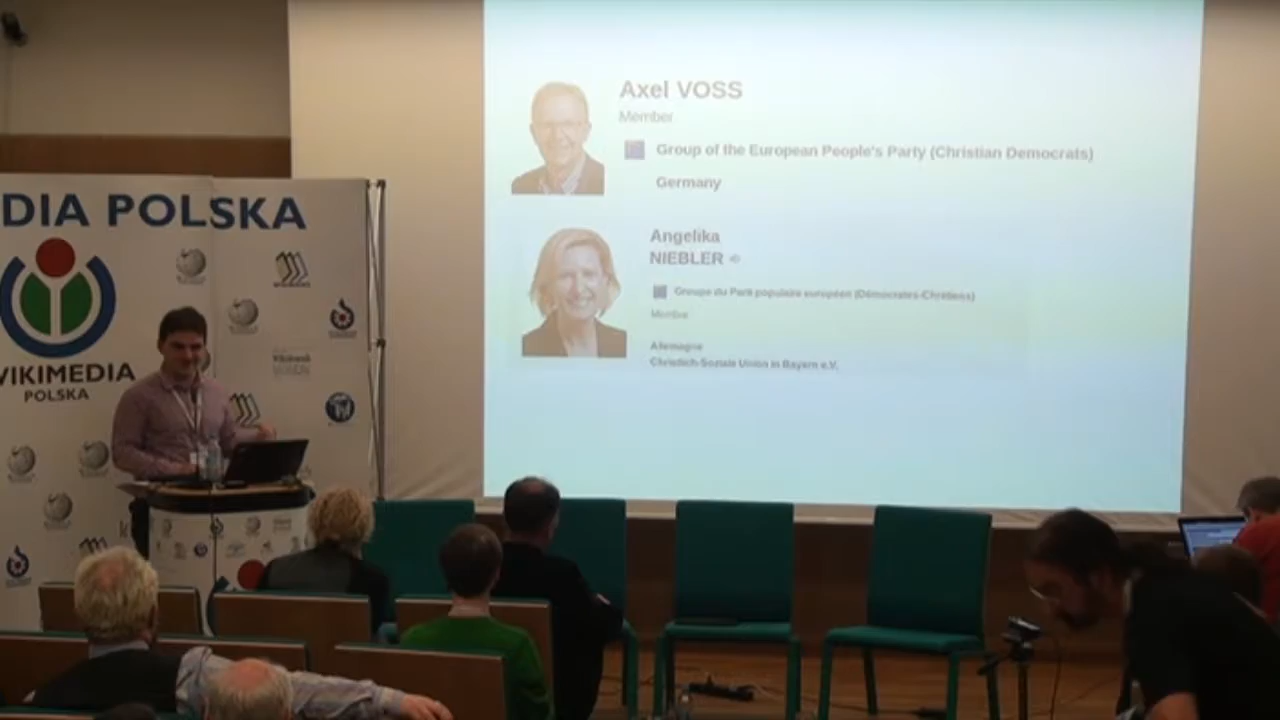 DIA POLSKA
WIKIMEDIA
POLSKA
Axel VOSS
Member
Group of the European People's Party (Christian Democrats)
Germany
Angelika
NIEBLER
Groupe du Parti populaire européen (Démocrates-Chrétiens)
Membre
Allemagne
Christlich-Soziale Union in Bayern e.V.